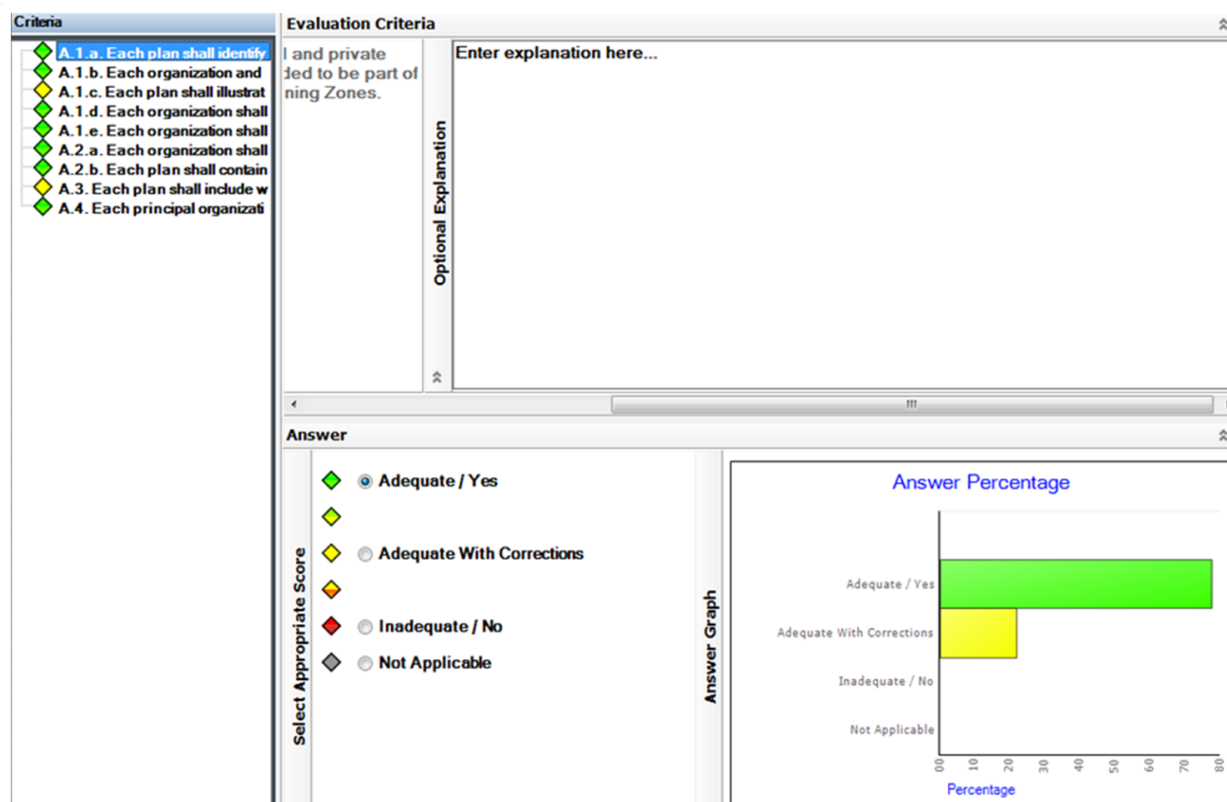 Criteria
A.1.a. Each plan shall identify
A.1.b. Each organization and
A.1.c. Each plan shall illustrat
A.1.d. Each organization shall
A.1.e. Each organization shall
A.2.a. Each organization shall
A.2.b. Each plan shall contain
A.3. Each plan shall include w
A.4. Each principal organizati
Evaluation Criteria
l and private
ded to be part of
ning Zones.
Optional Explanation
Enter explanation here...
Answer
Select Appropriate Score
Adequate / Yes
Adequate With Corrections
Inadequate / No
Not Applicable
Answer Graph
Answer Percentage
Adequate / Yes
Adequate With Corrections
Inadequate / No
Not Applicable
00 10 20 30 40 50 60 70 80
Percentage